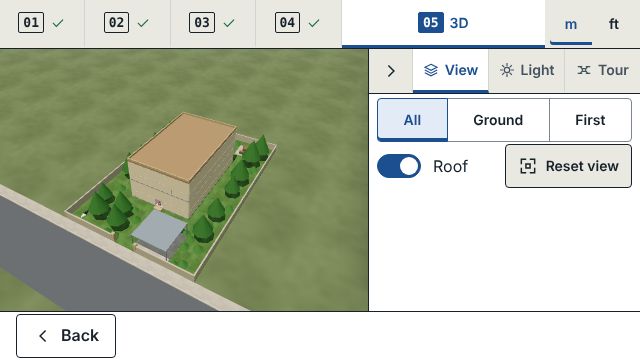 01 02 03 04 05 3D m ft
View Light Tour
All Ground First
Roof Reset view
Back